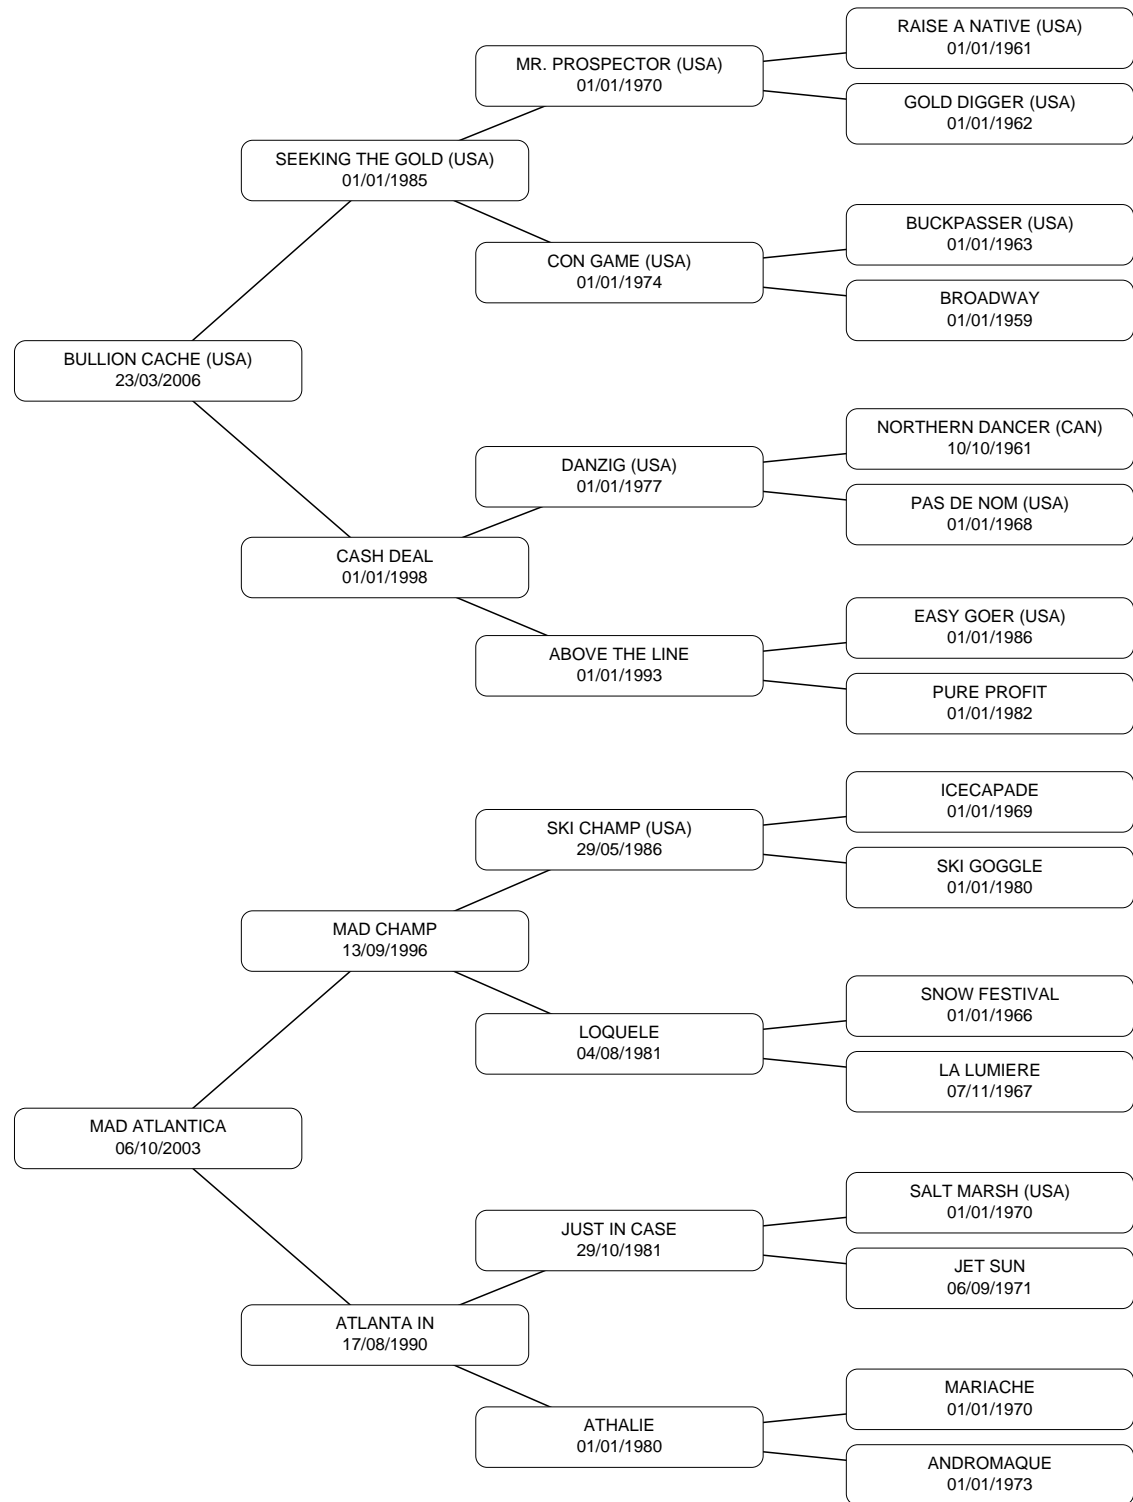 RAISE A NATIVE (USA)
01/01/1961
MR. PROSPECTOR (USA)
01/01/1970
GOLD DIGGER (USA)
01/01/1962
SEEKING THE GOLD (USA)
01/01/1985
BUCKPASSER (USA)
01/01/1963
CON GAME (USA)
01/01/1974
BROADWAY
01/01/1959
BULLION CACHE (USA)
23/03/2006
NORTHERN DANCER (CAN)
10/10/1961
DANZIG (USA)
01/01/1977
PAS DE NOM (USA)
01/01/1968
CASH DEAL
01/01/1998
EASY GOER (USA)
01/01/1986
ABOVE THE LINE
01/01/1993
PURE PROFIT
01/01/1982
ICECAPADE
01/01/1969
SKI CHAMP (USA)
29/05/1986
SKI GOGGLE
01/01/1980
MAD CHAMP
13/09/1996
SNOW FESTIVAL
01/01/1966
LOQUELE
04/08/1981
LA LUMIERE
07/11/1967
MAD ATLANTICA
06/10/2003
SALT MARSH (USA)
01/01/1970
JUST IN CASE
29/10/1981
JET SUN
06/09/1971
ATLANTA IN
17/08/1990
MARIACHE
01/01/1970
ATHALIE
01/01/1980
ANDROMAQUE
01/01/1973